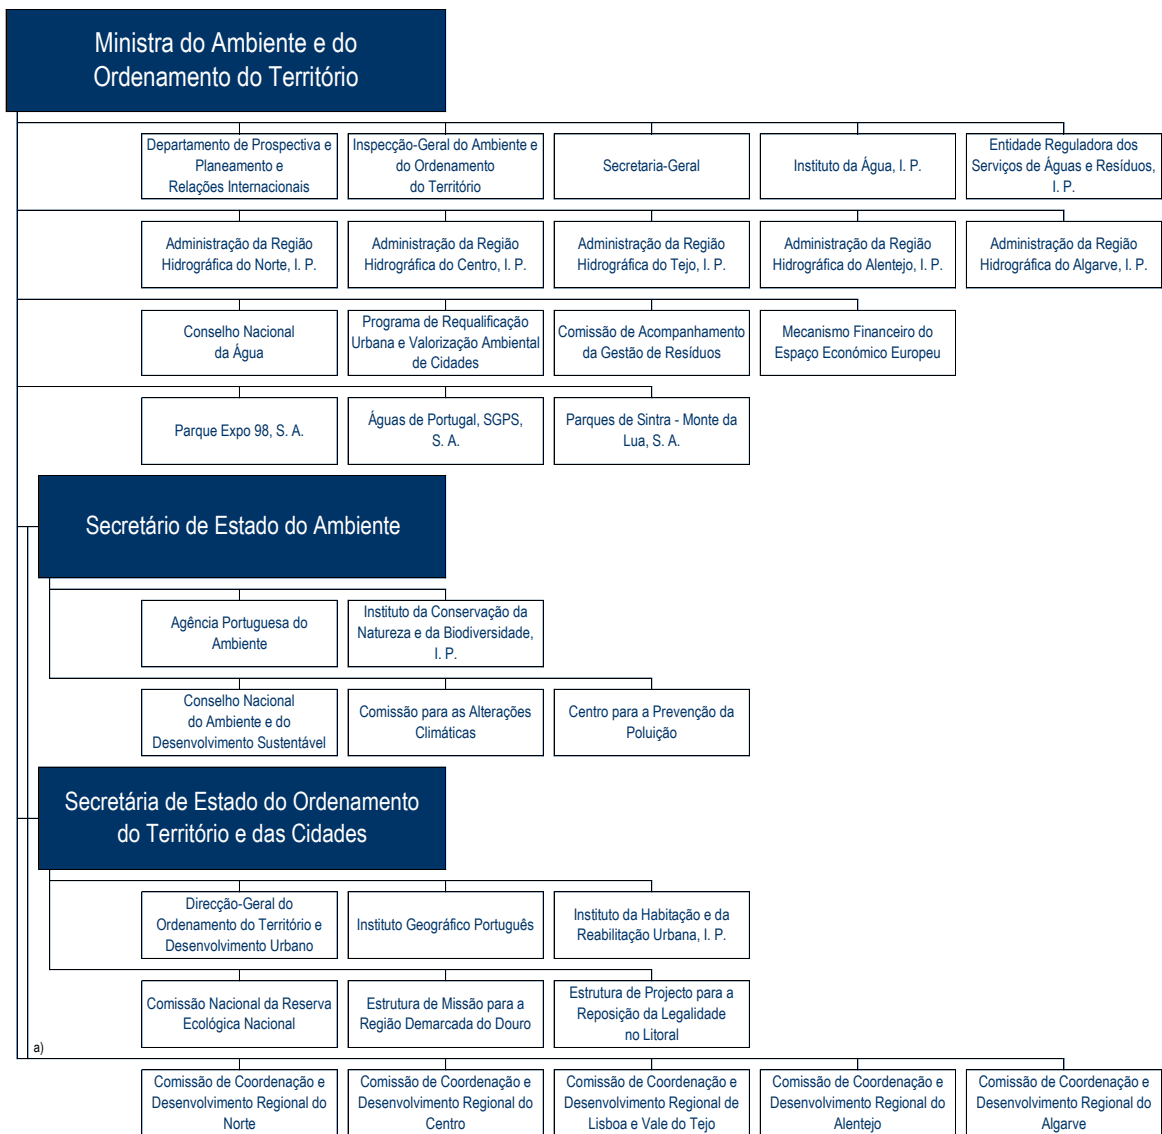 Ministra do Ambiente e do
Ordenamento do Território
Departamento de Prospectiva e
Planeamento e
Relações Internacionais
Inspecção-Geral do Ambiente e
do Ordenamento
do Território
Secretaria-Geral
Instituto da Água, I. P.
Entidade Reguladora dos
Serviços de Águas e Resíduos,
I. P.
Administração da Região
Hidrográfica do Norte, I. P.
Administração da Região
Hidrográfica do Centro, I. P.
Administração da Região
Hidrográfica do Tejo, I. P.
Administração da Região
Hidrográfica do Alentejo, I. P.
Administração da Região
Hidrográfica do Algarve, I. P.
Conselho Nacional
da Água
Programa de Requalificação
Urbana e Valorização Ambiental
de Cidades
Comissão de Acompanhamento
da Gestão de Resíduos
Mecanismo Financeiro do
Espaço Económico Europeu
Parque Expo 98, S. A.
Águas de Portugal, SGPS,
S. A.
Parques de Sintra - Monte da
Lua, S. A.
Secretário de Estado do Ambiente
Agência Portuguesa do
Ambiente
Instituto da Conservação da
Natureza e da Biodiversidade,
I. P.
Conselho Nacional
do Ambiente e do
Desenvolvimento Sustentável
Comissão para as Alterações
Climáticas
Centro para a Prevenção da
Poluição
Secretária de Estado do Ordenamento
do Território e das Cidades
Direcção-Geral do
Ordenamento do Território e
Desenvolvimento Urbano
Instituto Geográfico Português
Instituto da Habitação e da
Reabilitação Urbana, I. P.
Comissão Nacional da Reserva
Ecológica Nacional
Estrutura de Missão para a
Região Demarcada do Douro
Estrutura de Projecto para a
Reposição da Legalidade
no Litoral
a)
Comissão de Coordenação e
Desenvolvimento Regional do
Norte
Comissão de Coordenação e
Desenvolvimento Regional do
Centro
Comissão de Coordenação e
Desenvolvimento Regional de
Lisboa e Vale do Tejo
Comissão de Coordenação e
Desenvolvimento Regional do
Alentejo
Comissão de Coordenação e
Desenvolvimento Regional do
Algarve